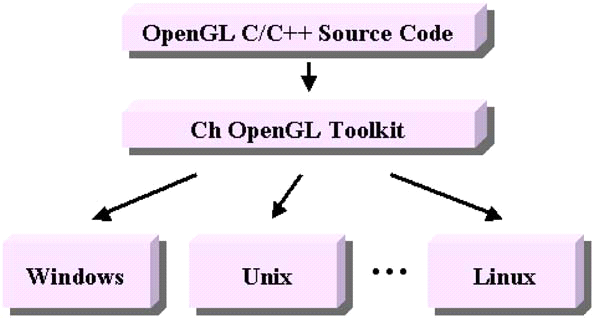 OpenGL C/C++ Source Code
Ch OpenGL Toolkit
Windows
Unix
...
Linux